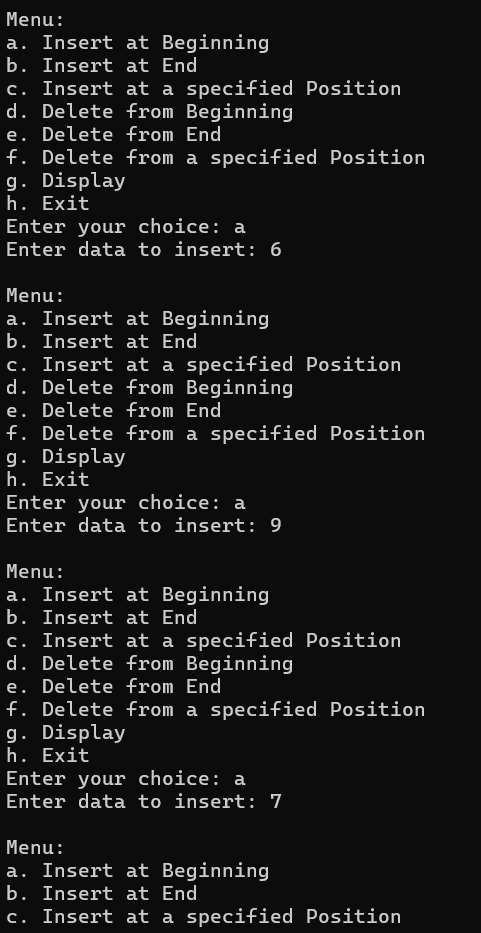 Menu:
a. Insert at Beginning
b. Insert at End
c. Insert at a specified Position
d. Delete from Beginning
e. Delete from End
f. Delete from a specified Position
g. Display
h. Exit
Enter your choice: a
Enter data to insert: 6

Menu:
a. Insert at Beginning
b. Insert at End
c. Insert at a specified Position
d. Delete from Beginning
e. Delete from End
f. Delete from a specified Position
g. Display
h. Exit
Enter your choice: a
Enter data to insert: 9

Menu:
a. Insert at Beginning
b. Insert at End
c. Insert at a specified Position
d. Delete from Beginning
e. Delete from End
f. Delete from a specified Position
g. Display
h. Exit
Enter your choice: a
Enter data to insert: 7

Menu:
a. Insert at Beginning
b. Insert at End
c. Insert at a specified Position